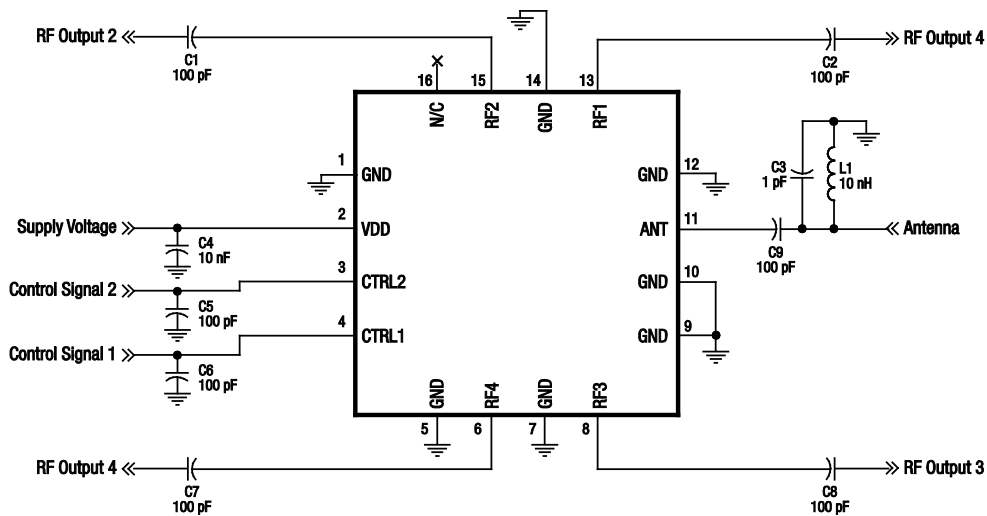 RF Output 2
C1
100 pF
RF Output 4
C2
100 pF
16
15
14
13
N/C
RF2
GND
RF1
1
GND
12
GND
C3
1 pF
L1
10 nH
Supply Voltage
2
VDD
11
ANT
Antenna
C4
10 nF
C9
100 pF
Control Signal 2
3
CTRL2
10
GND
C5
100 pF
Control Signal 1
4
CTRL1
9
GND
C6
100 pF
GND
RF4
GND
RF3
5
6
7
8
RF Output 4
C7
100 pF
RF Output 3
C8
100 pF